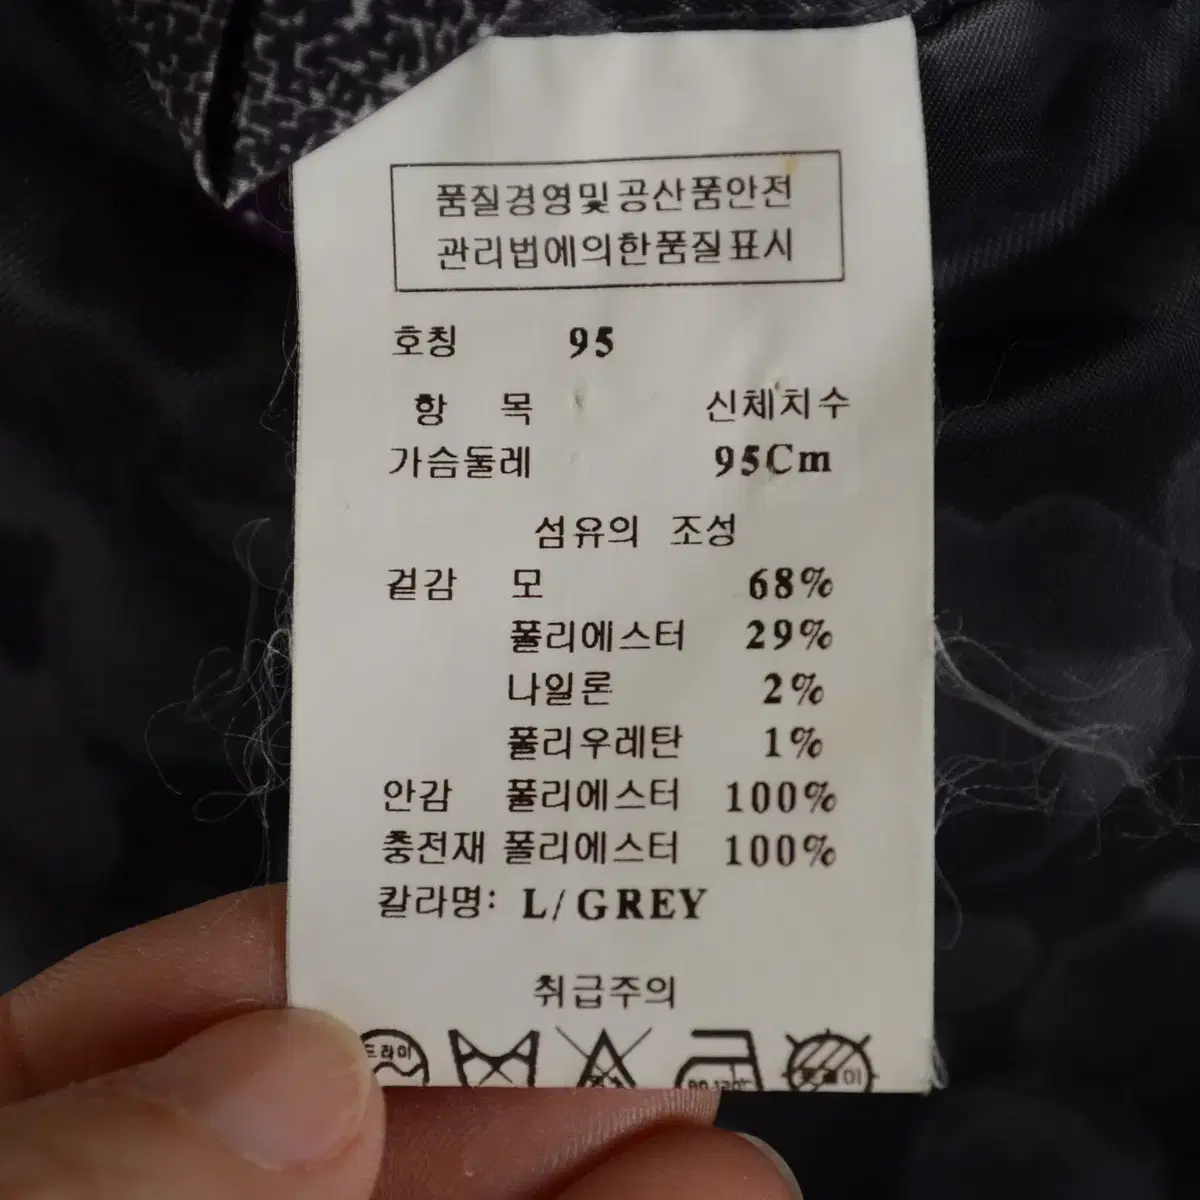 품질경영및공산품안전
관리법에의한품질표시
호칭 95
항 목 신체치수
가슴둘레 95Cm
섬유의 조성
겉감 모 68%
폴리에스터 29%
나일론 2%
폴리우레탄 1%
안감 폴리에스터 100%
충전재 폴리에스터 100%
칼라명: L/GREY
취급주의
드라이